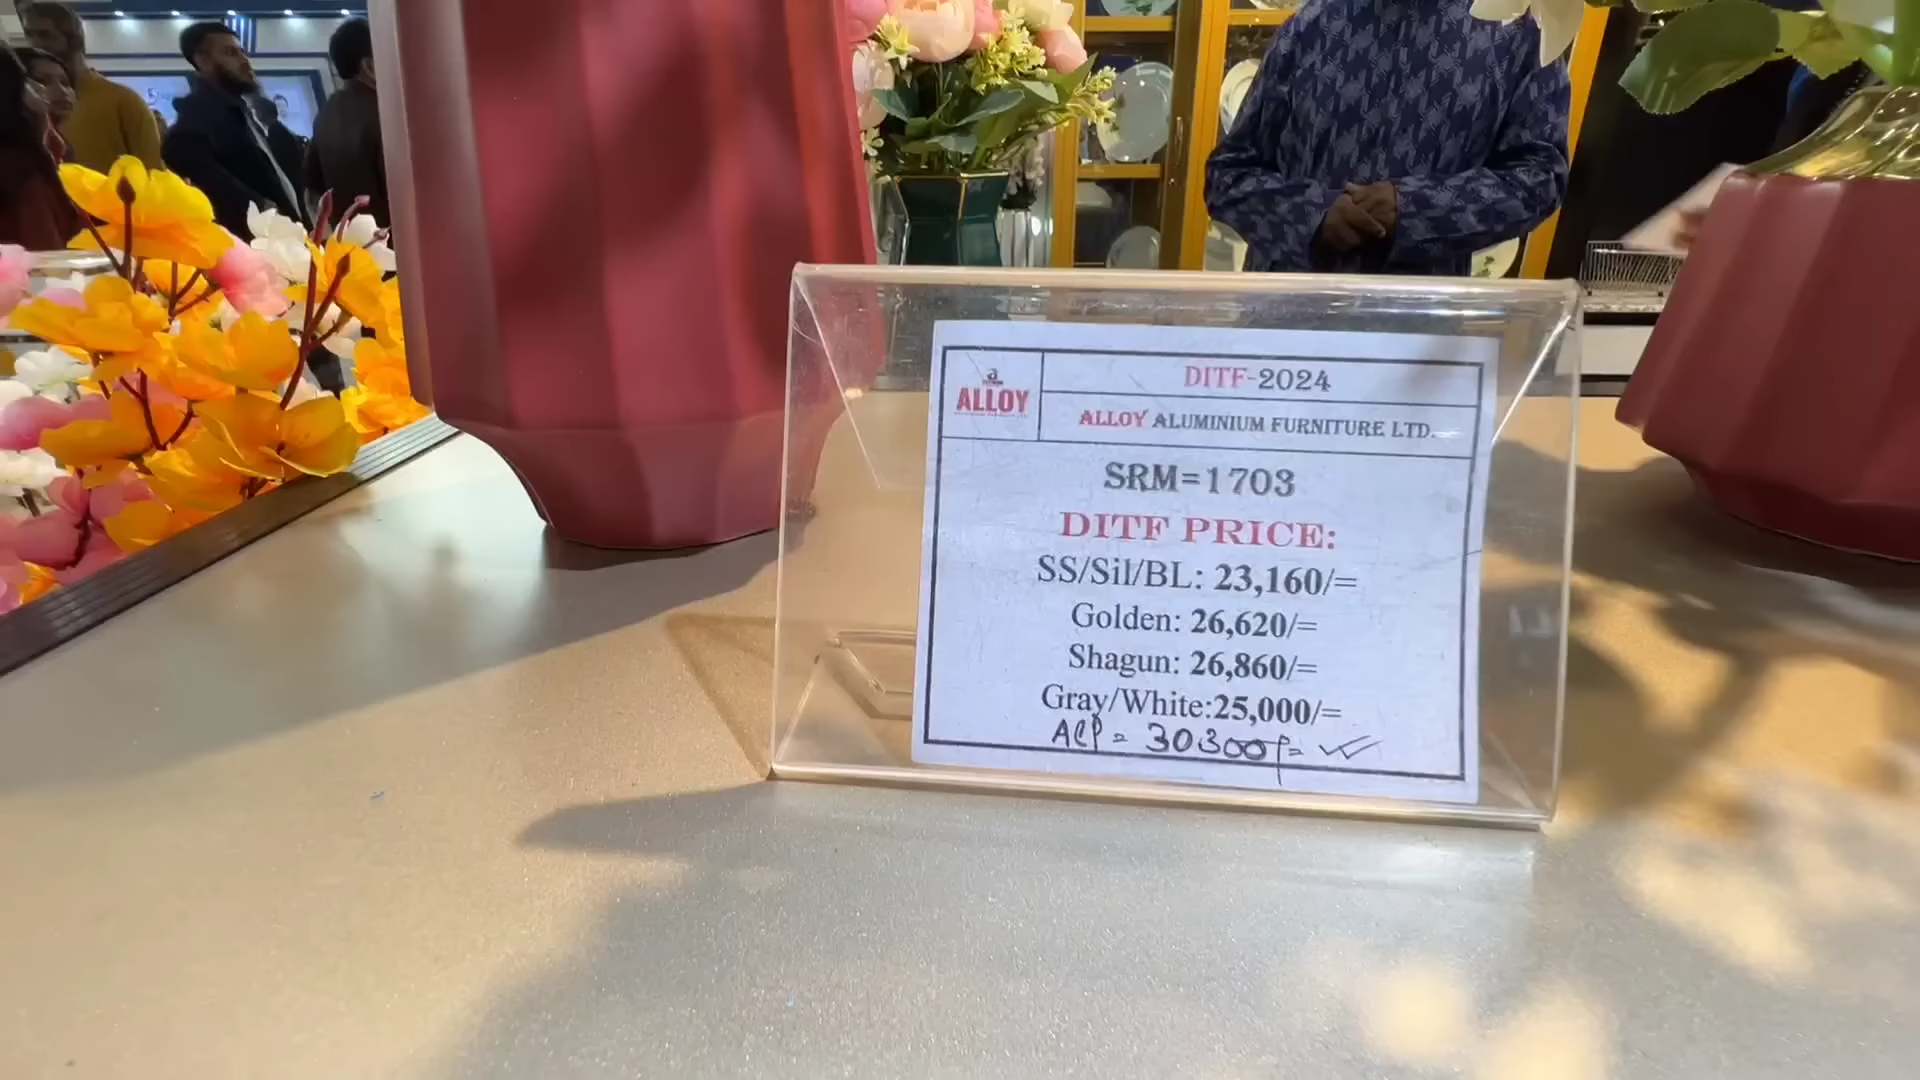 ALLOY
DITF-2024
ALLOY ALUMINIUM FURNITURE LTD.
SRM=1703
DITF PRICE:
SS/Sil/BL: 23,160/=
Golden: 26,620/=
Shagun: 26,860/=
Gray/White:25,000/=
ACP = 30300/=